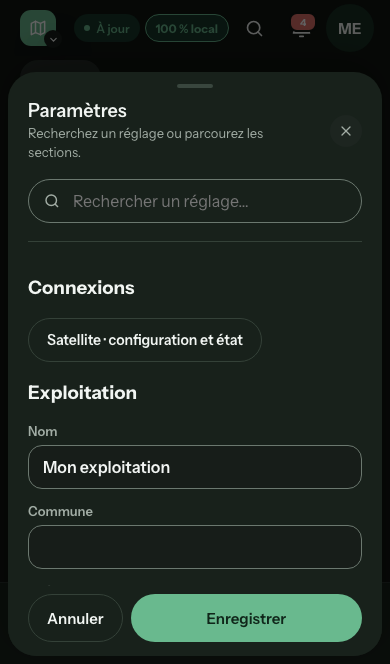 À jour
100 % local
4
ME
Paramètres
Recherchez un réglage ou parcourez les
sections.
Rechercher un réglage…
Connexions
Satellite · configuration et état
Exploitation
Nom
Mon exploitation
Commune
Annuler
Enregistrer